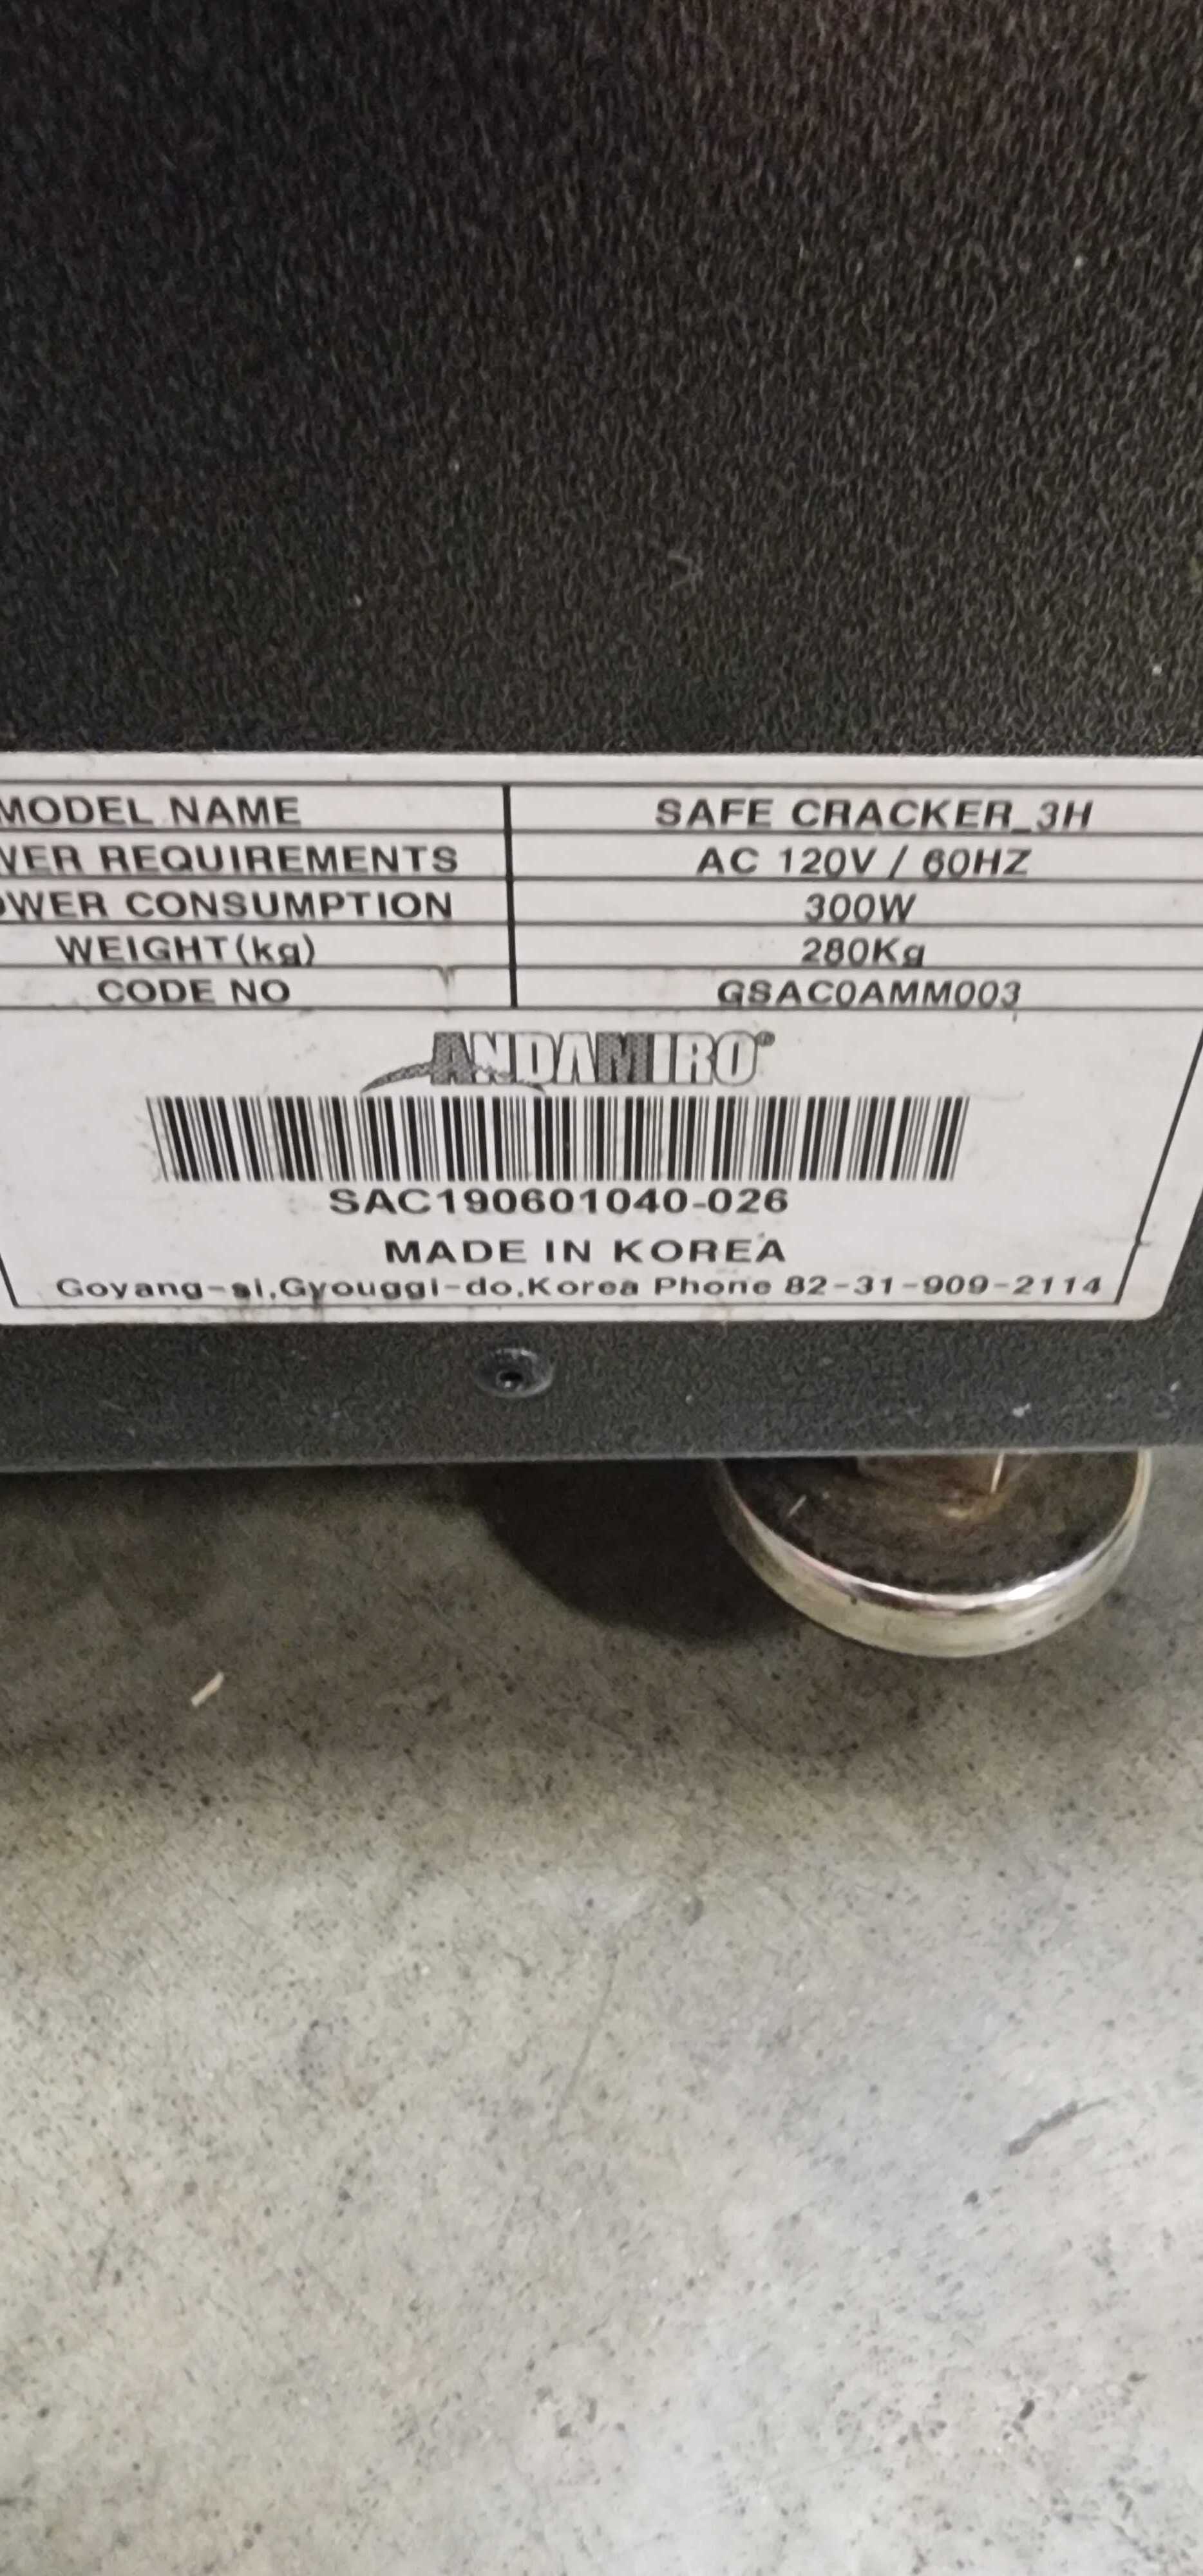 MODEL NAME SAFE CRACKER_3H
WER REQUIREMENTS AC 120V / 60HZ
OWER CONSUMPTION 300W
WEIGHT(kg) 280Kg
CODE NO GSAC0AMM003
ANDAMIRO®
SAC190601040-026
MADE IN KOREA
Goyang-si,Gyouggi-do,Korea Phone 82-31-909-2114